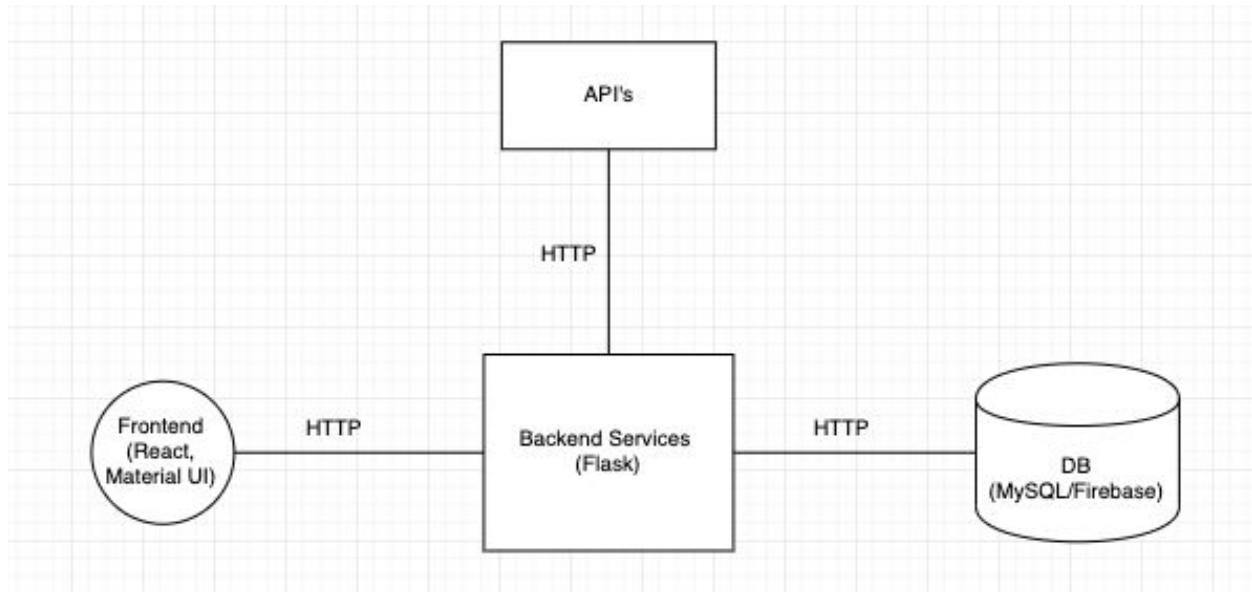 API's
HTTP
Frontend
(React,
Material UI)
HTTP
Backend Services
(Flask)
HTTP
DB
(MySQL/Firebase)